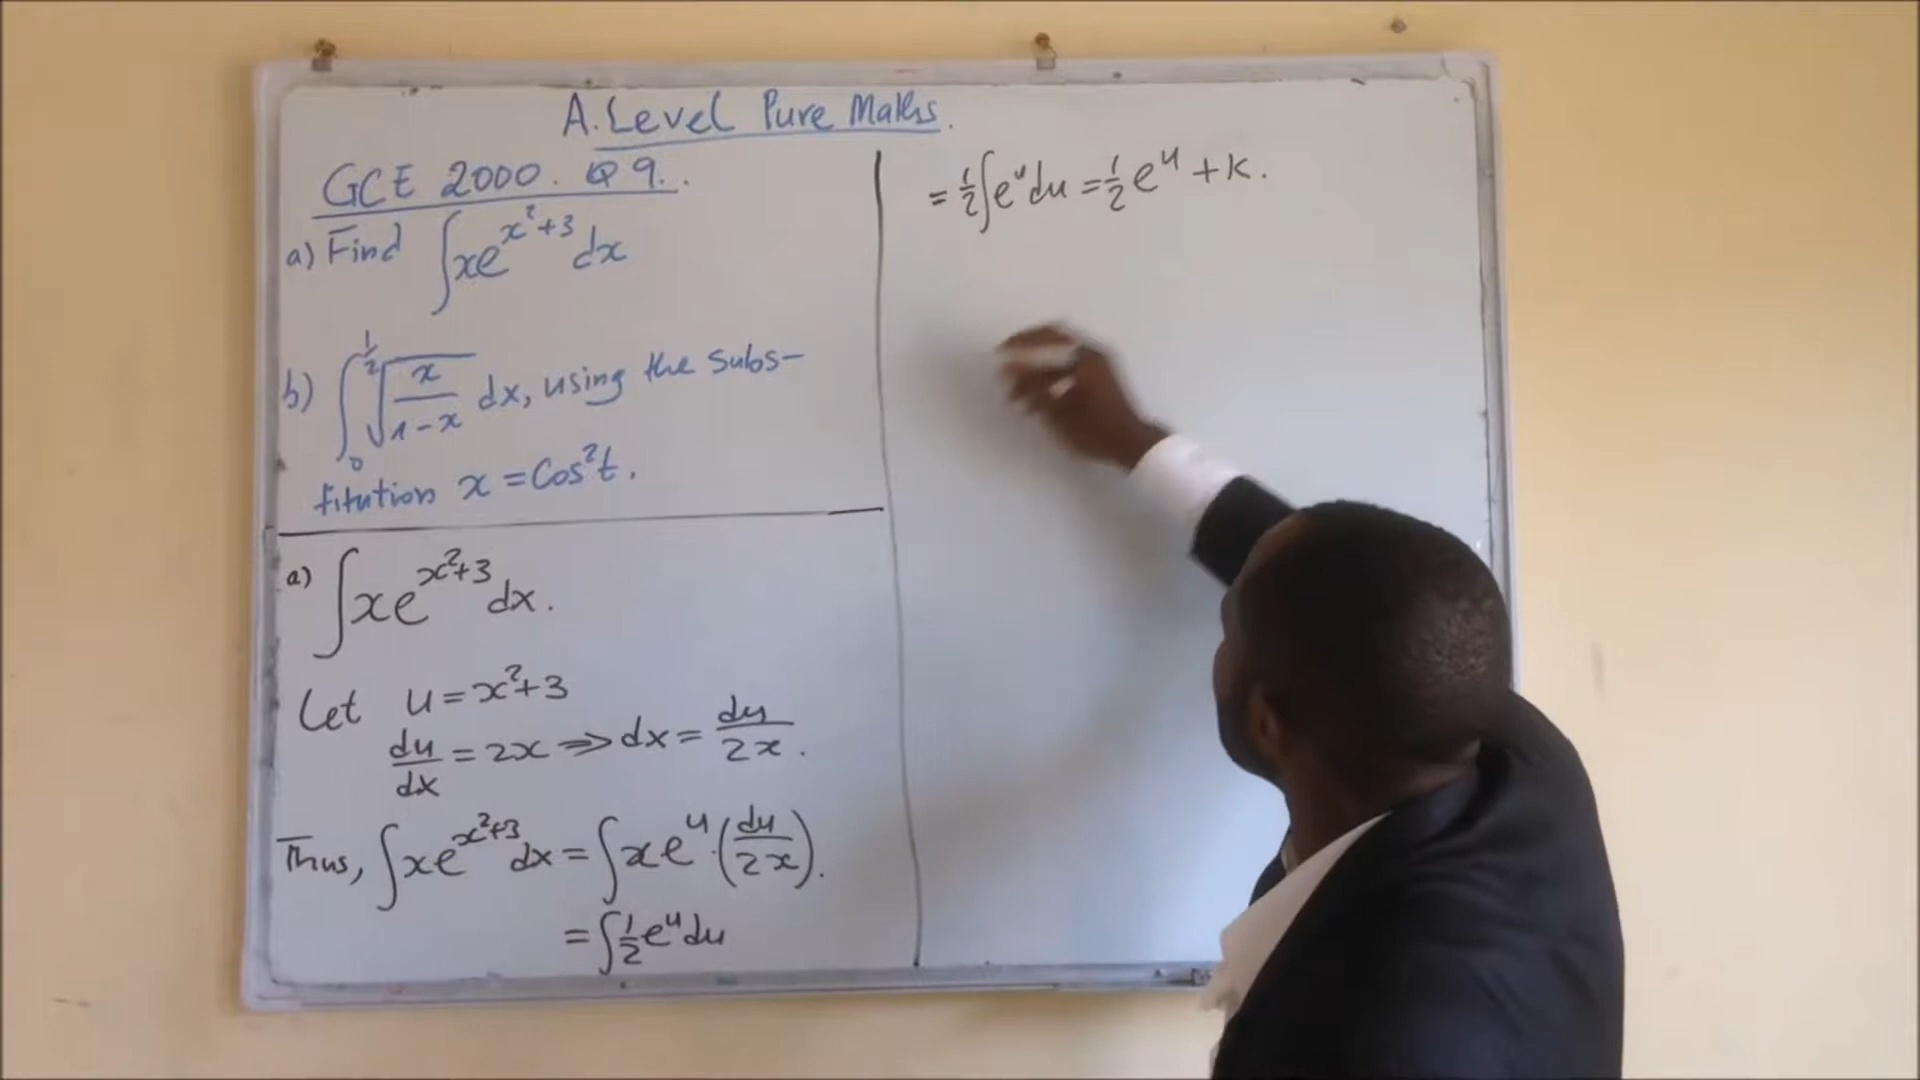 A. Level Pure Maths.
GCE 2000. Q9.
a) Find ∫xe^{x²+3} dx
b) ∫₀^{1/2} √(x/(1-x)) dx, using the subs-
titution x = Cos²t.
a) ∫xe^{x²+3} dx.
Let u = x²+3
du/dx = 2x ⇒ dx = du/2x.
Thus, ∫xe^{x²+3} dx = ∫xe^u.(du/2x).
= ∫½e^u du
= ½∫e^u du = ½e^u + K.